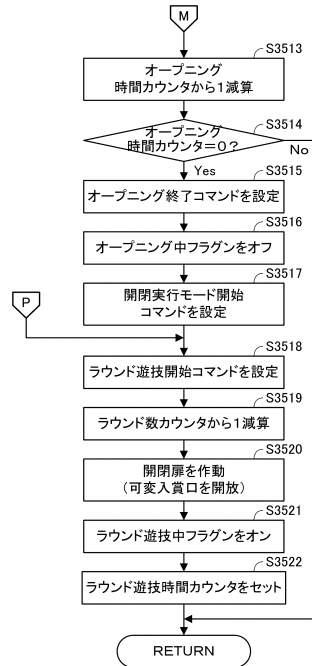 M
S3513
オープニング
時間カウンタから1減算
S3514
オープニング
時間カウンタ=0?
No
Yes
S3515
オープニング終了コマンドを設定
S3516
オープニング中フラグンをオフ
S3517
開閉実行モード開始
コマンドを設定
P
S3518
ラウンド遊技開始コマンドを設定
S3519
ラウンド数カウンタから1減算
S3520
開閉扉を作動
(可変入賞口を開放)
S3521
ラウンド遊技中フラグンをオン
S3522
ラウンド遊技時間カウンタをセット
RETURN